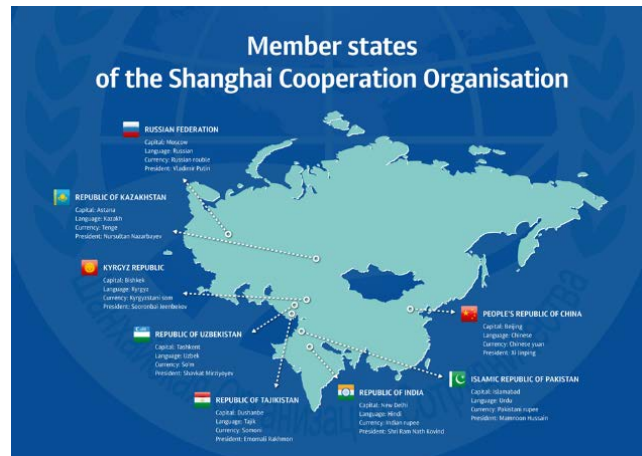 Member states
of the Shanghai Cooperation Organisation
RUSSIAN FEDERATION
Capital: Moscow
Language: Russian
Currency: Russian rouble
President: Vladimir Putin
REPUBLIC OF KAZAKHSTAN
Capital: Astana
Language: Kazakh
Currency: Tenge
President: Nursultan Nazarbayev
KYRGYZ REPUBLIC
Capital: Bishkek
Language: Kyrgyz
Currency: Kyrgyzstani som
President: Sooronbai Jeenbekov
REPUBLIC OF UZBEKISTAN
Capital: Tashkent
Language: Uzbek
Currency: So'm
President: Shavkat Mirziyoyev
REPUBLIC OF TAJIKISTAN
Capital: Dushanbe
Language: Tajik
Currency: Somoni
President: Emomali Rakhmon
REPUBLIC OF INDIA
Capital: New Delhi
Language: Hindi
Currency: Indian rupee
President: Shri Ram Nath Kovind
PEOPLE'S REPUBLIC OF CHINA
Capital: Beijing
Language: Chinese
Currency: Chinese yuan
President: Xi Jinping
ISLAMIC REPUBLIC OF PAKISTAN
Capital: Islamabad
Language: Urdu
Currency: Pakistani rupee
President: Mamnoon Hussain